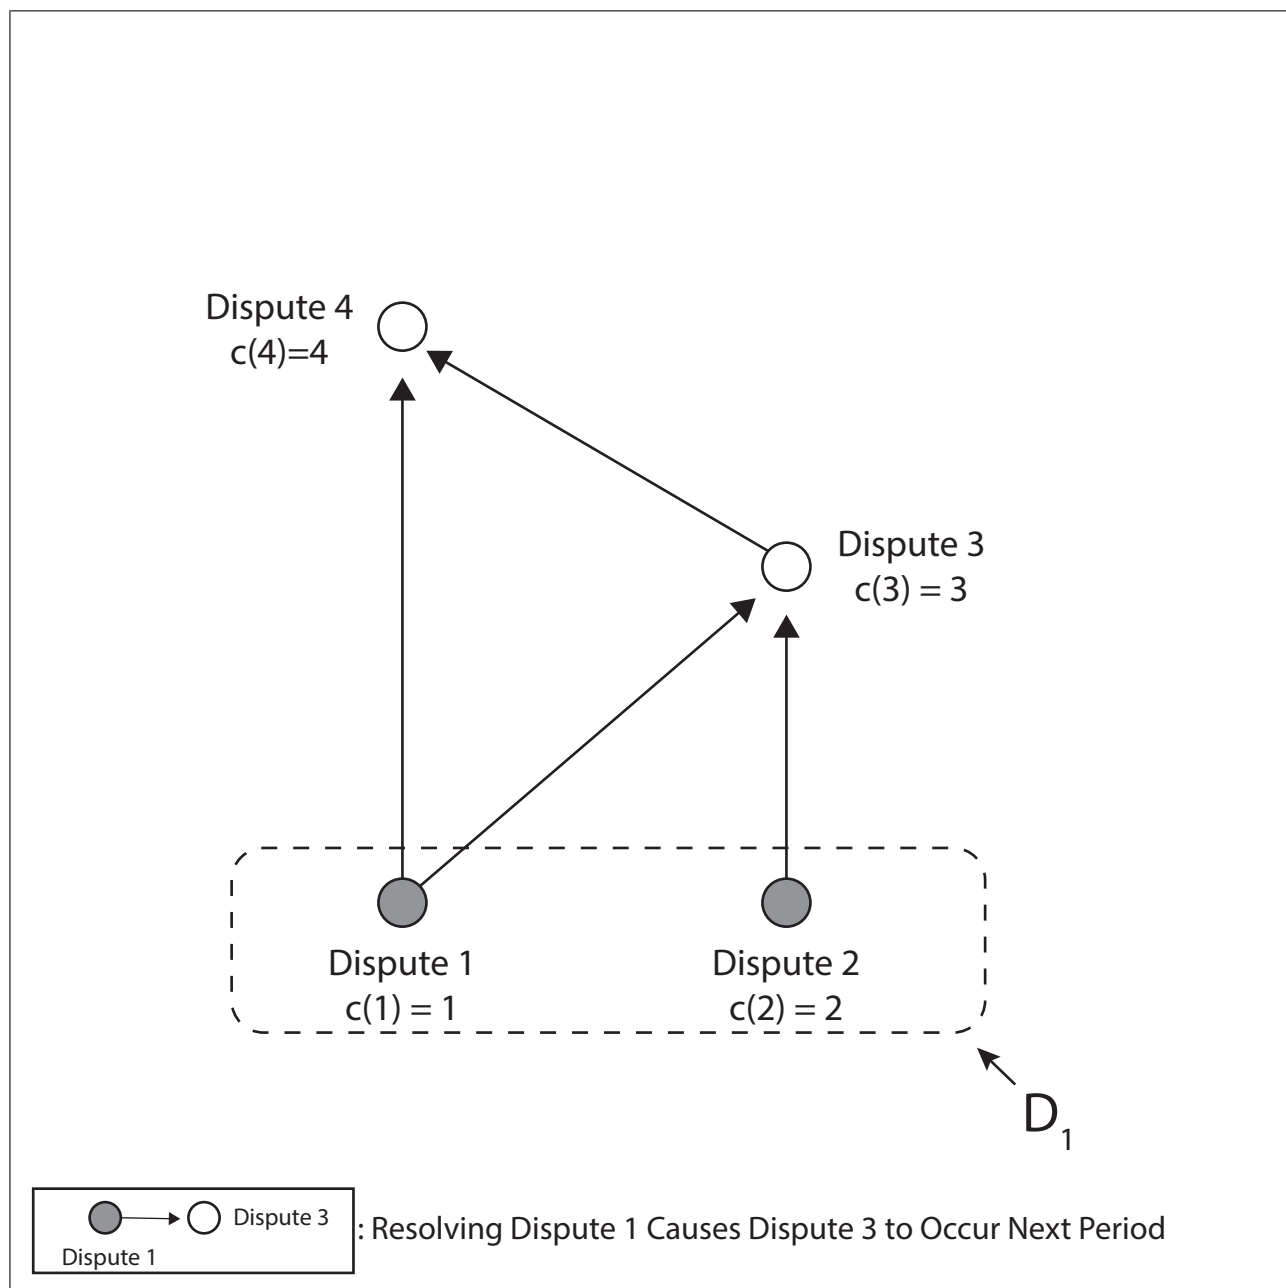 Dispute 4
c(4)=4
Dispute 3
c(3) = 3
Dispute 1
c(1) = 1
Dispute 2
c(2) = 2
D1
Dispute 3
Dispute 1
: Resolving Dispute 1 Causes Dispute 3 to Occur Next Period